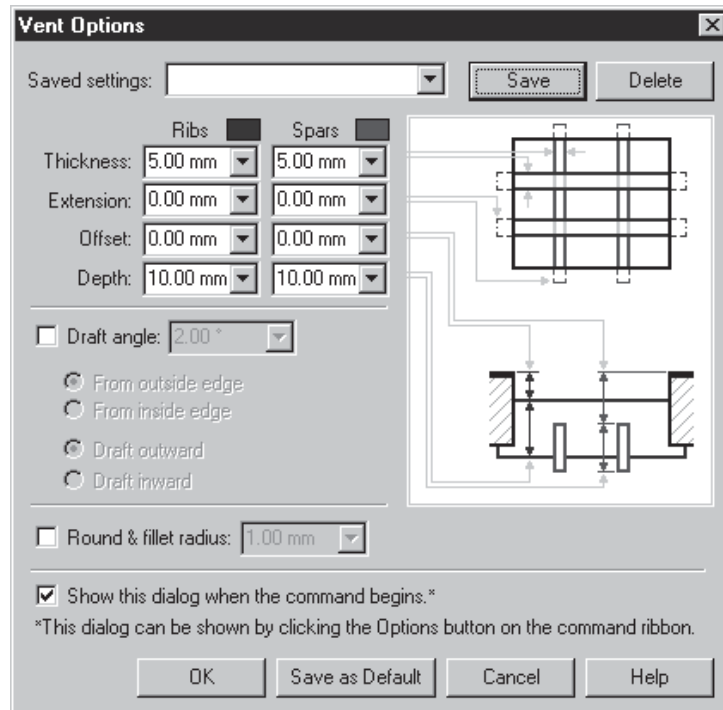 Vent Options
Saved settings: Save Delete
Ribs Spars
Thickness: 5.00 mm 5.00 mm
Extension: 0.00 mm 0.00 mm
Offset: 0.00 mm 0.00 mm
Depth: 10.00 mm 10.00 mm
Draft angle: 2.00 °
From outside edge
From inside edge
Draft outward
Draft inward
Round & fillet radius: 1.00 mm
Show this dialog when the command begins.*
*This dialog can be shown by clicking the Options button on the command ribbon.
OK Save as Default Cancel Help